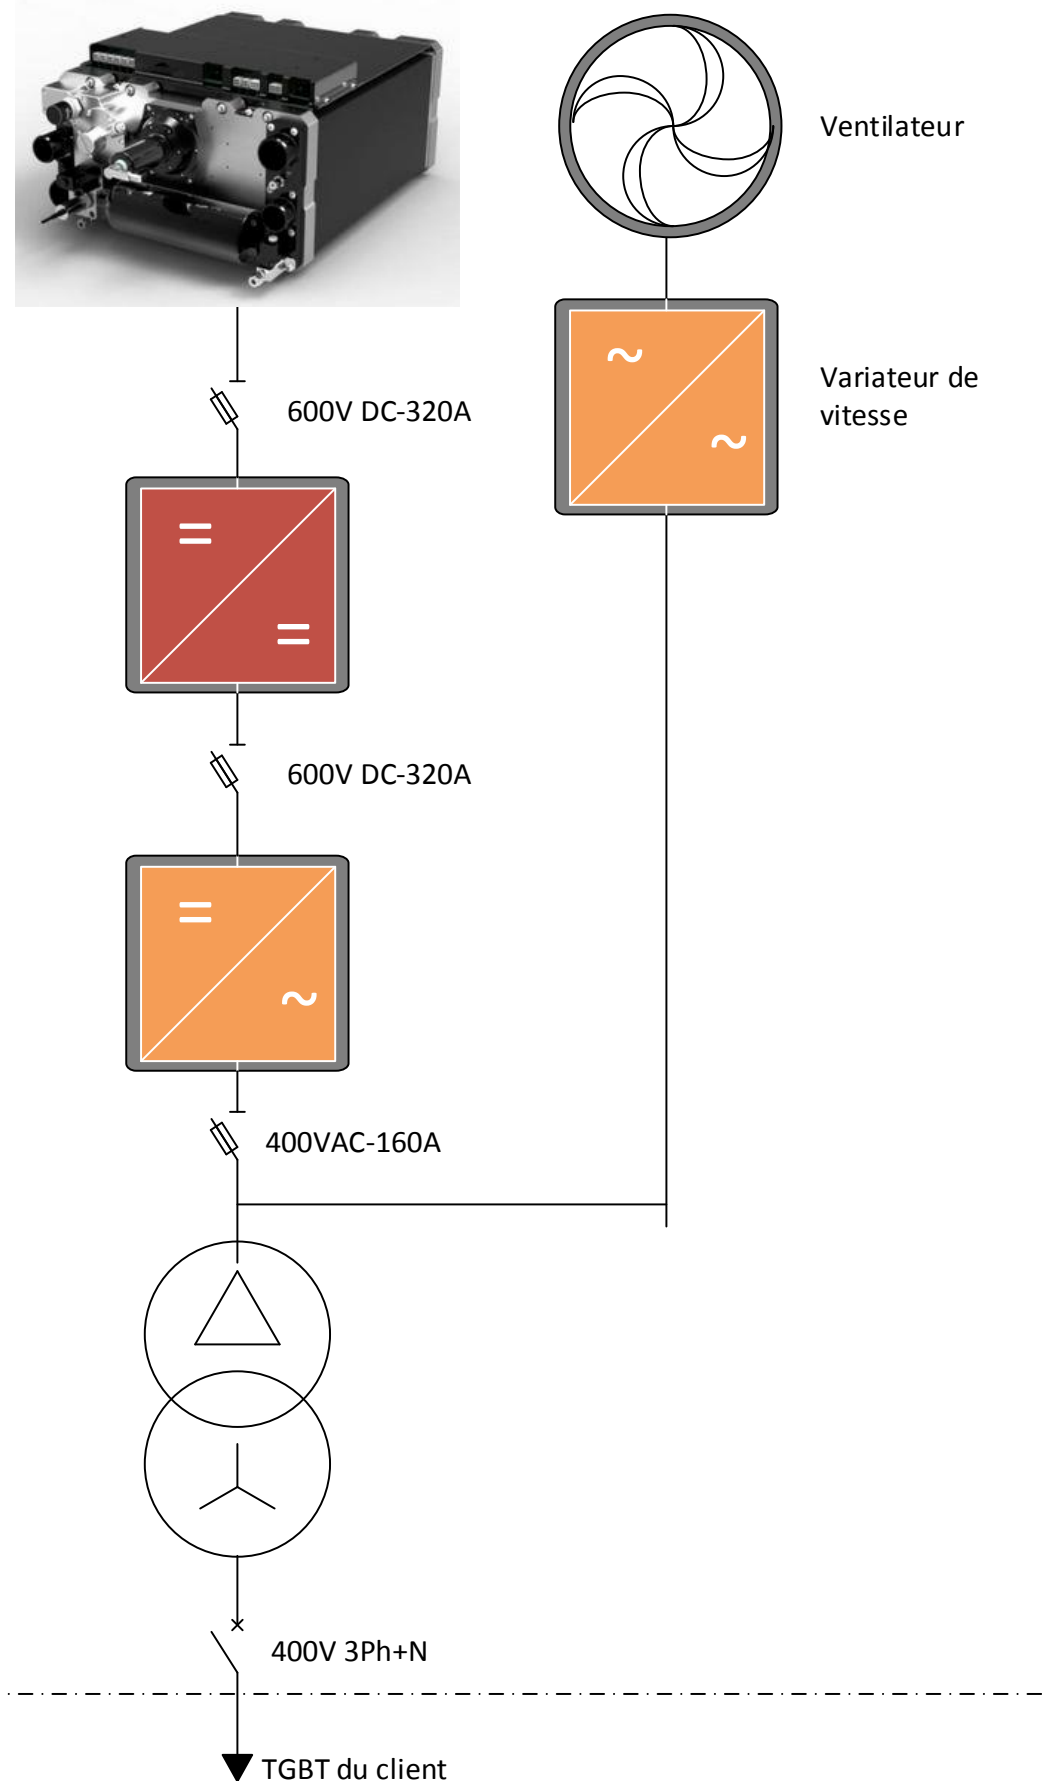 Ventilateur
600V DC-320A
Variateur de
vitesse
600V DC-320A
400VAC-160A
400V 3Ph+N
TGBT du client